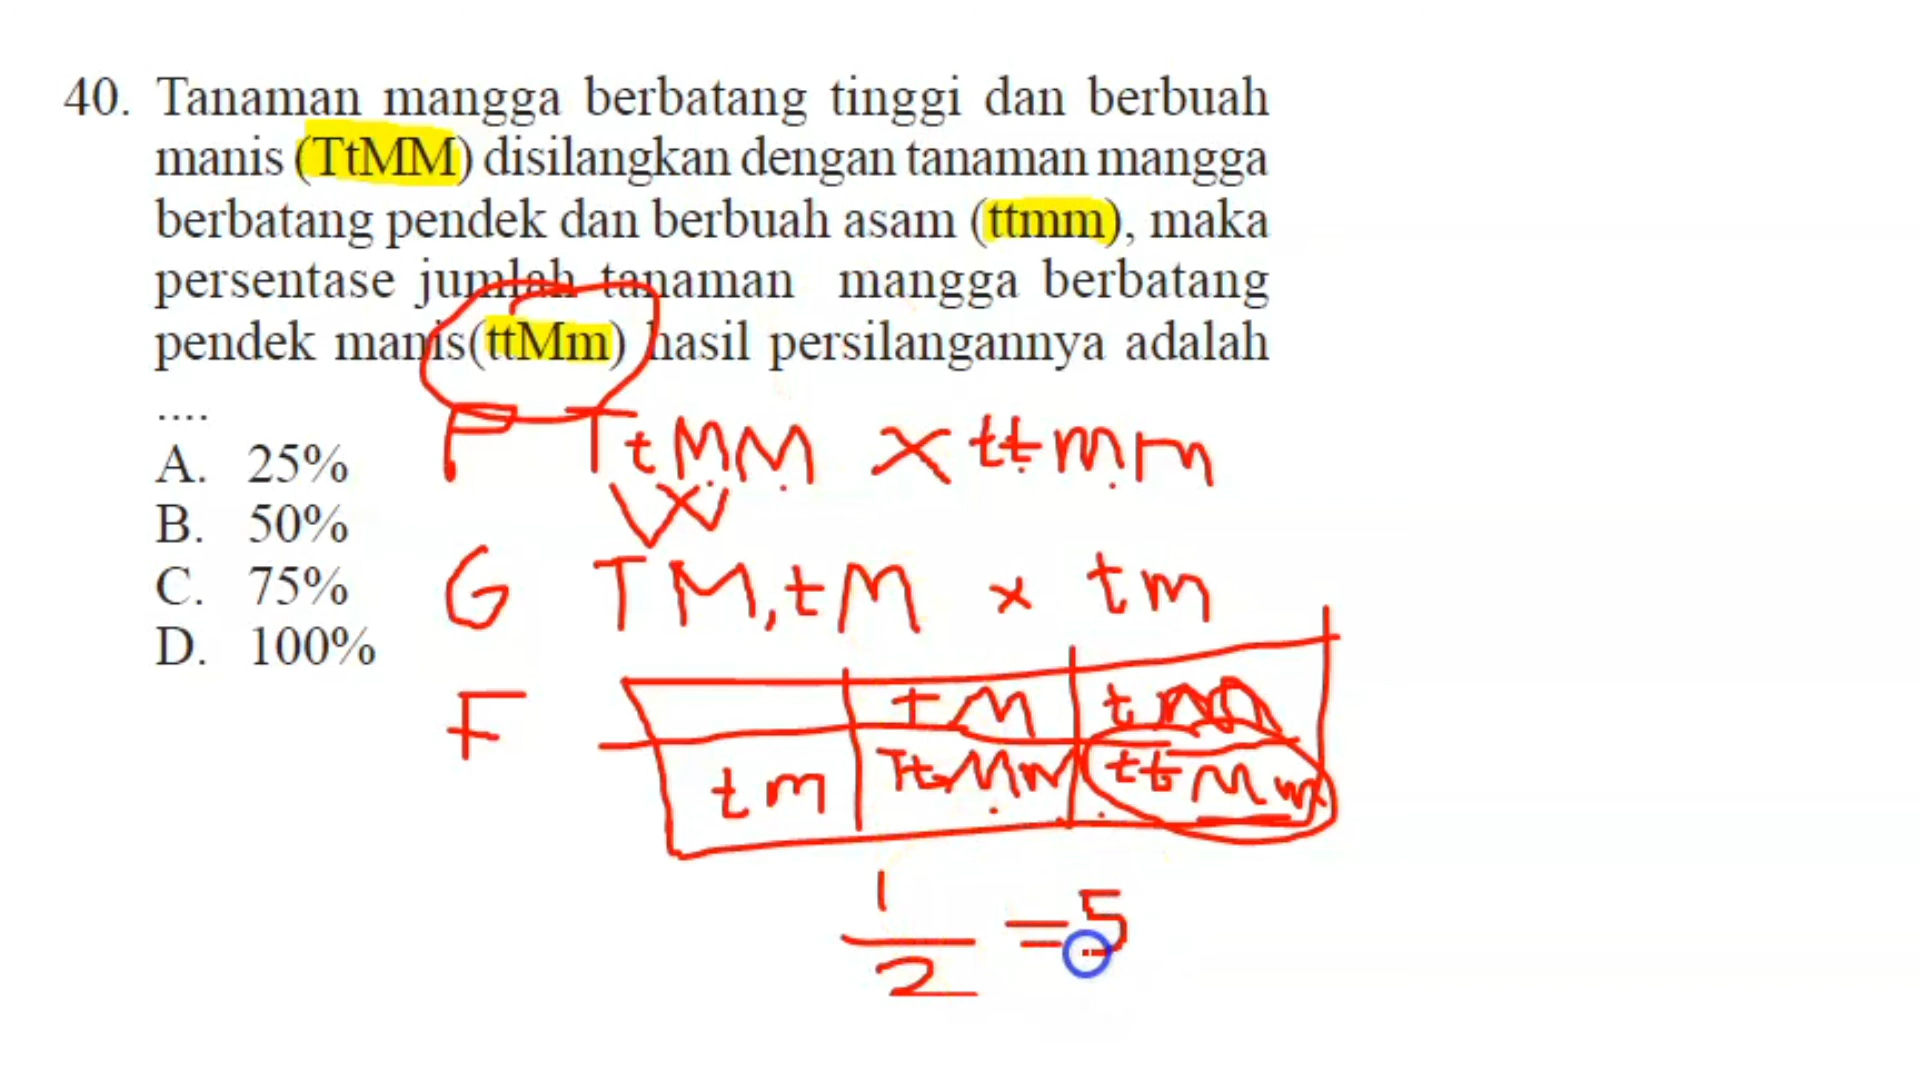 40. Tanaman mangga berbatang tinggi dan berbuah
manis (TtMM) disilangkan dengan tanaman mangga
berbatang pendek dan berbuah asam (ttmm), maka
persentase jumlah tanaman mangga berbatang
pendek manis(ttMm) hasil persilangannya adalah
....
A. 25%
B. 50%
C. 75%
D. 100%
P TtMM x ttmm
G TM, tM x tm
F
TM tM
tm TtMm ttMm
1
2
= 5